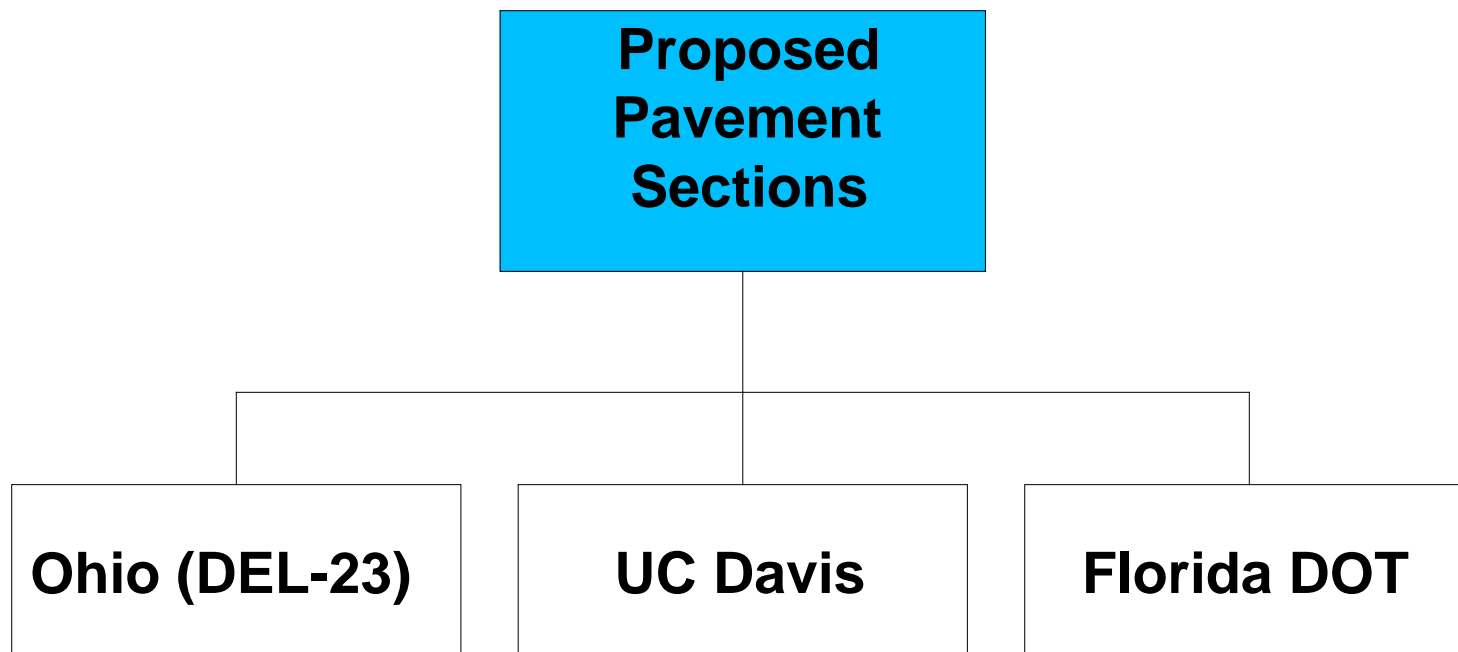 Proposed
Pavement
Sections
Ohio (DEL-23)
UC Davis
Florida DOT